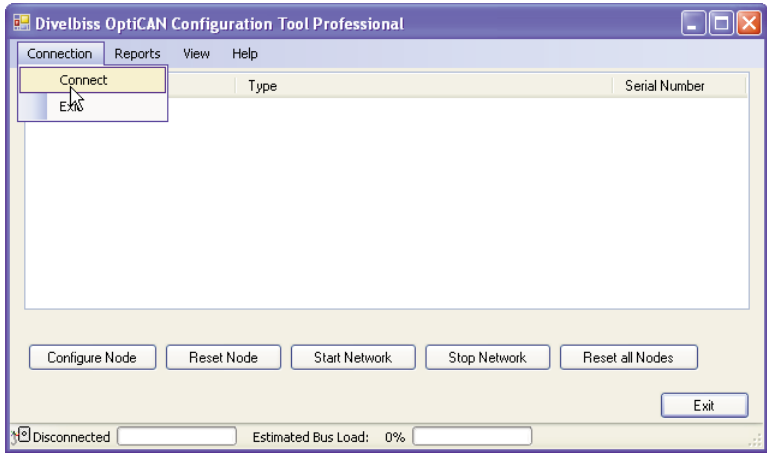 Divelbiss OptiCAN Configuration Tool Professional
Connection Reports View Help
Connect
Type Serial Number
Exit
Configure Node Reset Node Start Network Stop Network Reset all Nodes
Exit
Disconnected Estimated Bus Load: 0%